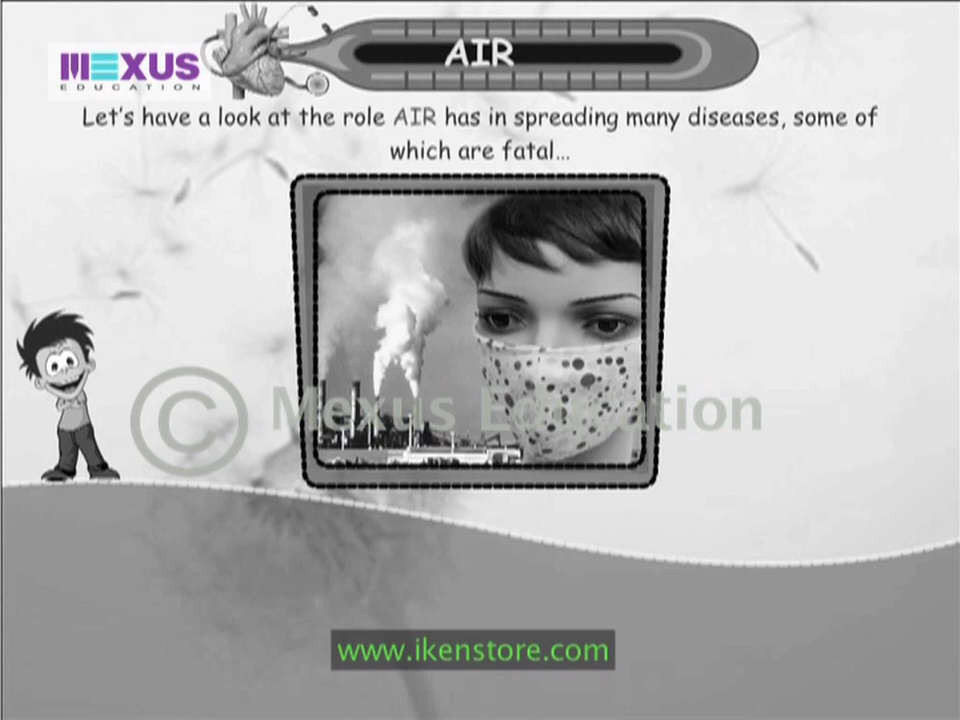 AIR
MEXUS
EDUCATION
Let's have a look at the role AIR has in spreading many diseases, some of
which are fatal...
© Mexus Education
www.ikenstore.com